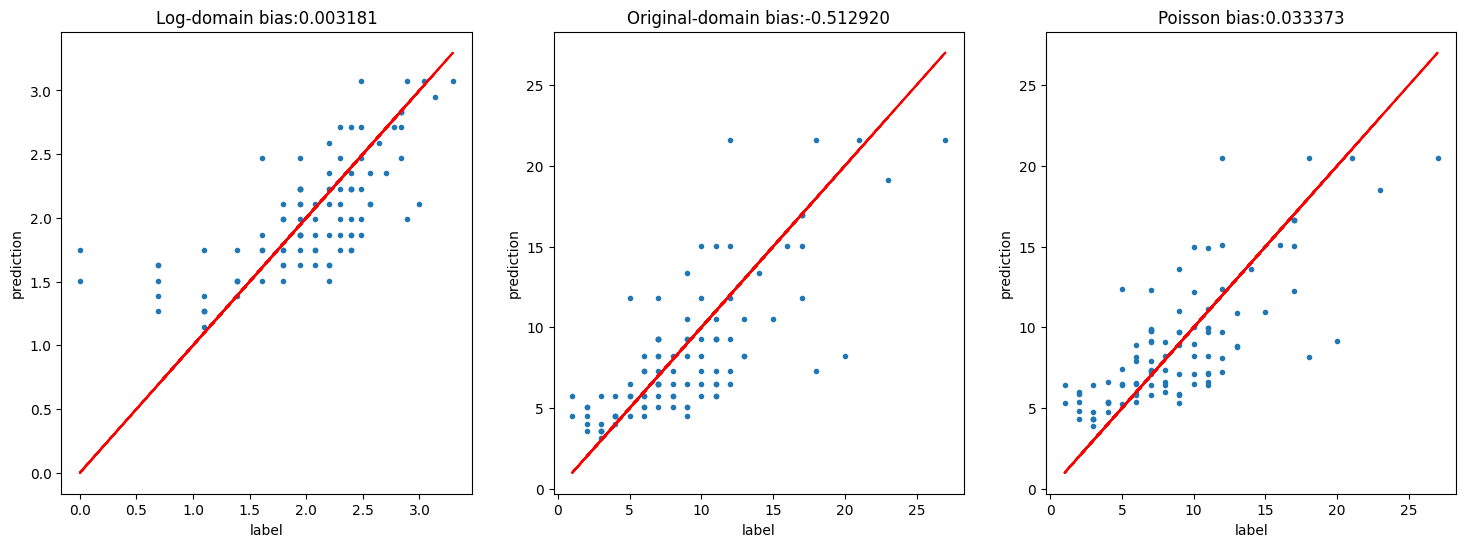 Log-domain bias:0.003181
prediction
3.0
2.5
2.0
1.5
1.0
0.5
0.0
0.0 0.5 1.0 1.5 2.0 2.5 3.0
label
Original-domain bias:-0.512920
prediction
25
20
15
10
5
0
0 5 10 15 20 25
label
Poisson bias:0.033373
prediction
25
20
15
10
5
0
0 5 10 15 20 25
label